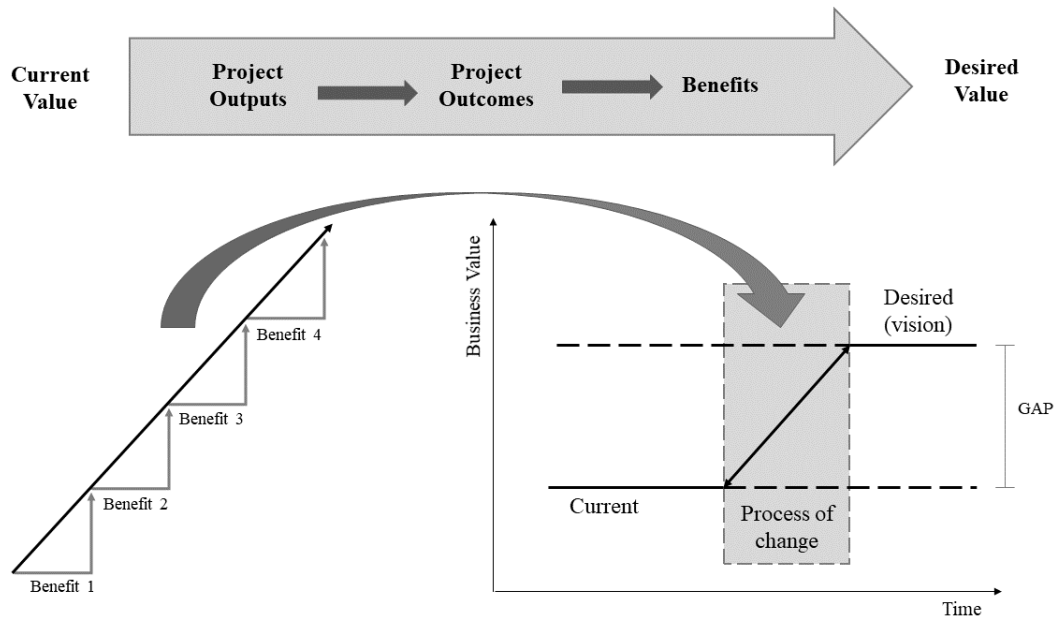 Current
Value
Project
Outputs
Project
Outcomes
Benefits
Desired
Value
Benefit 4
Benefit 3
Benefit 2
Benefit 1
Business Value
Desired
(vision)
GAP
Current
Process of
change
Time